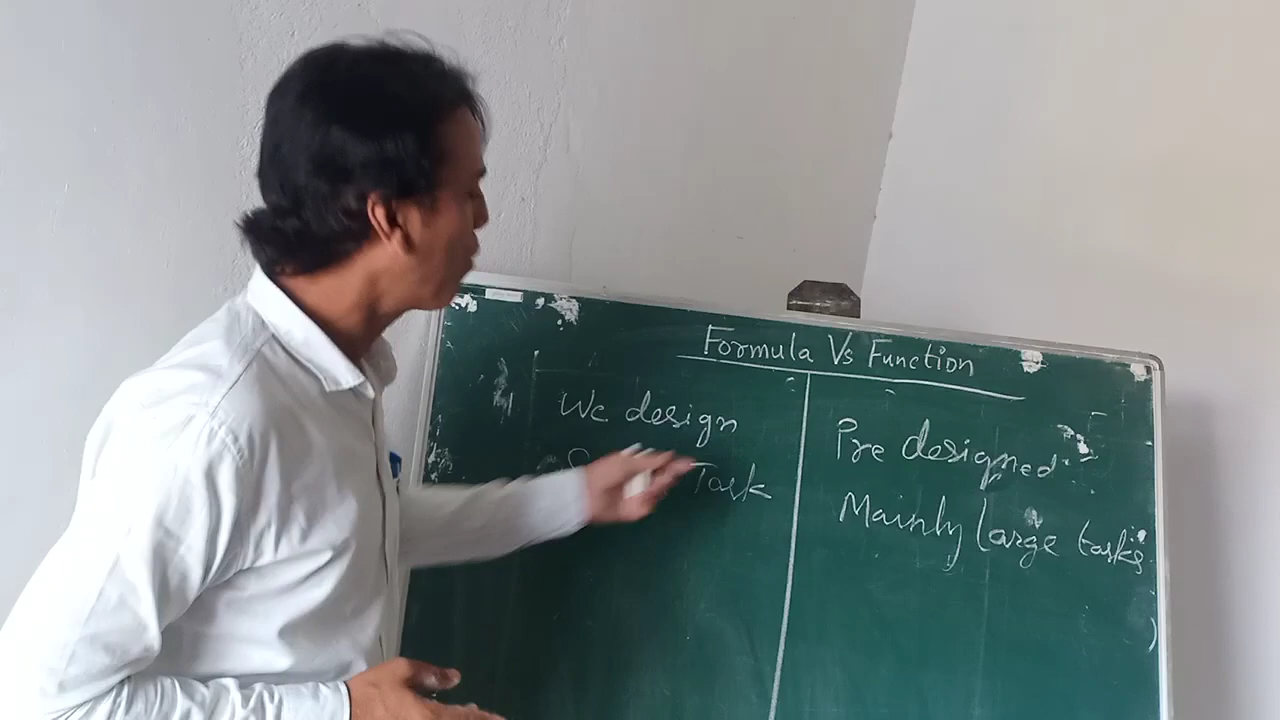 Formula Vs Function
We design
Task
Pre designed
Mainly large tasks